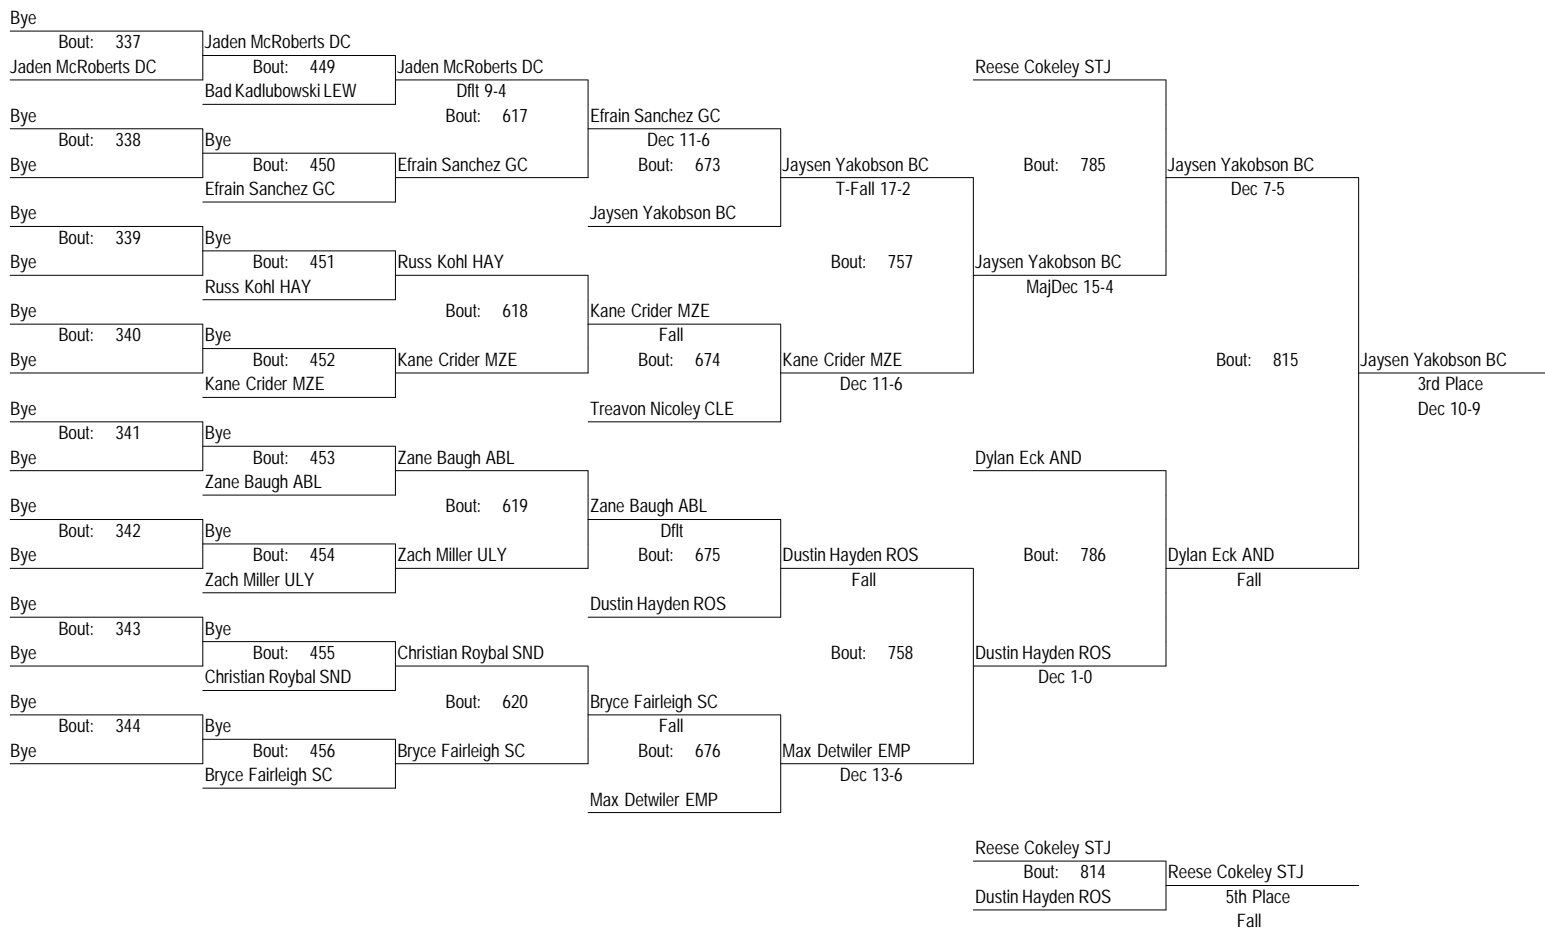 Bye
Bout: 337
Jaden McRoberts DC
Bye
Bout: 338
Bye
Bye
Bout: 339
Bye
Bye
Bout: 340
Bye
Bye
Bout: 341
Bye
Bye
Bout: 342
Bye
Bye
Bout: 343
Bye
Bye
Bout: 344
Bye
Jaden McRoberts DC
Bout: 449
Bad Kadlubowski LEW
Bye
Bout: 450
Efrain Sanchez GC
Bye
Bout: 451
Russ Kohl HAY
Bye
Bout: 452
Kane Crider MZE
Bye
Bout: 453
Zane Baugh ABL
Bye
Bout: 454
Zach Miller ULY
Bye
Bout: 455
Christian Roybal SND
Bye
Bout: 456
Bryce Fairleigh SC
Jaden McRoberts DC
Dflt 9-4
Bout: 617
Efrain Sanchez GC
Russ Kohl HAY
Bout: 618
Kane Crider MZE
Zane Baugh ABL
Bout: 619
Zach Miller ULY
Christian Roybal SND
Bout: 620
Bryce Fairleigh SC
Efrain Sanchez GC
Dec 11-6
Bout: 673
Jaysen Yakobson BC
Kane Crider MZE
Fall
Bout: 674
Treavon Nicoley CLE
Zane Baugh ABL
Dflt
Bout: 675
Dustin Hayden ROS
Bryce Fairleigh SC
Fall
Bout: 676
Max Detwiler EMP
Jaysen Yakobson BC
T-Fall 17-2
Bout: 757
Kane Crider MZE
Dec 11-6
Dustin Hayden ROS
Fall
Bout: 758
Max Detwiler EMP
Dec 13-6
Reese Cokeley STJ
Bout: 785
Jaysen Yakobson BC
MajDec 15-4
Dylan Eck AND
Bout: 786
Dustin Hayden ROS
Dec 1-0
Jaysen Yakobson BC
Dec 7-5
Bout: 815
Dylan Eck AND
Fall
Jaysen Yakobson BC
3rd Place
Dec 10-9
Reese Cokeley STJ
Bout: 814
Dustin Hayden ROS
Reese Cokeley STJ
5th Place
Fall